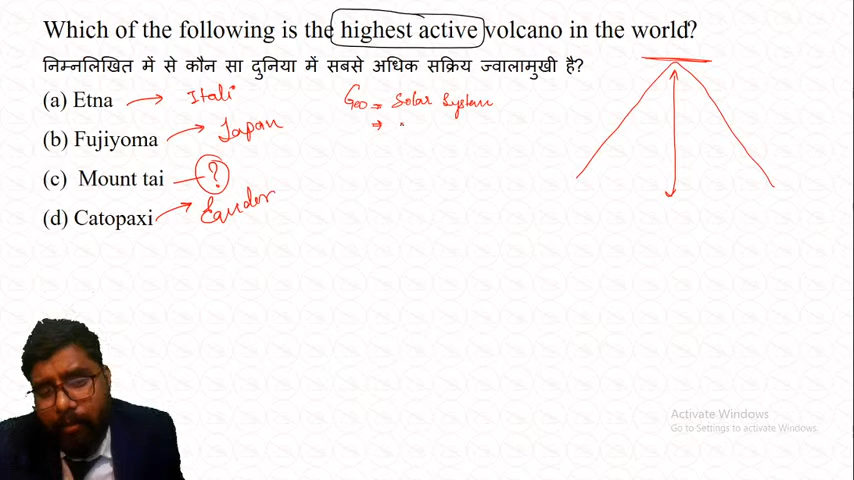 Which of the following is the highest active volcano in the world?
निम्नलिखित में से कौन सा दुनिया में सबसे अधिक सक्रिय ज्वालामुखी है?
(a) Etna → Itali
(b) Fujiyoma → Japan
(c) Mount tai — ?
(d) Catopaxi →
Geo ⇒ Solar System
⇒
Activate Windows
Go to Settings to activate Windows.